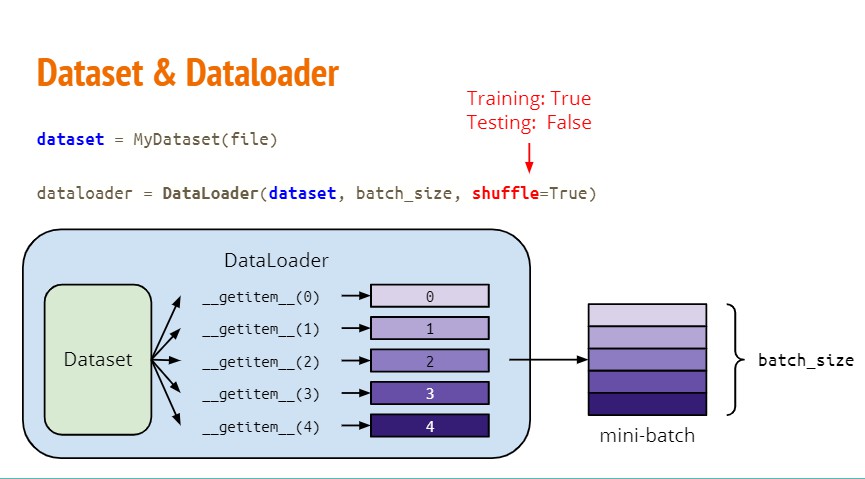 Dataset & Dataloader
Training: True
Testing: False
dataset = MyDataset(file)
dataloader = DataLoader(dataset, batch_size, shuffle=True)
DataLoader
Dataset
__getitem__(0)
0
__getitem__(1)
1
__getitem__(2)
2
__getitem__(3)
3
__getitem__(4)
4
batch_size
mini-batch